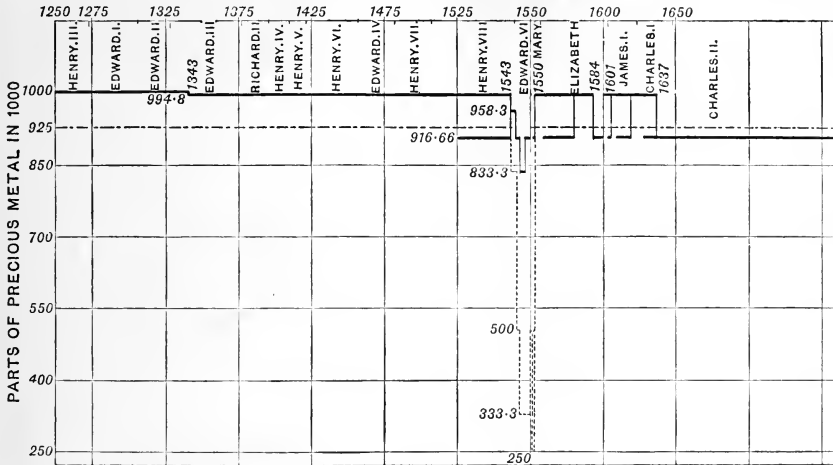 1250 1275 1325 1375 1425 1475 1525 1550 1600 1650
HENRY.III.
EDWARD.I.
EDWARD.II.
1343
EDWARD.III
RICHARD.II.
HENRY.IV.
HENRY.V.
HENRY.VI.
EDWARD.IV
HENRY.VII.
HENRY.VIII
1543
EDWARD.VI
1550 MARY.
ELIZABETH
1584
1601
JAMES.I.
CHARLES.I
1637
CHARLES.II.
PARTS OF PRECIOUS METAL IN 1000
1000
994.8
958.3
925
916.66
850
833.3
700
550
500
400
333.3
250
250